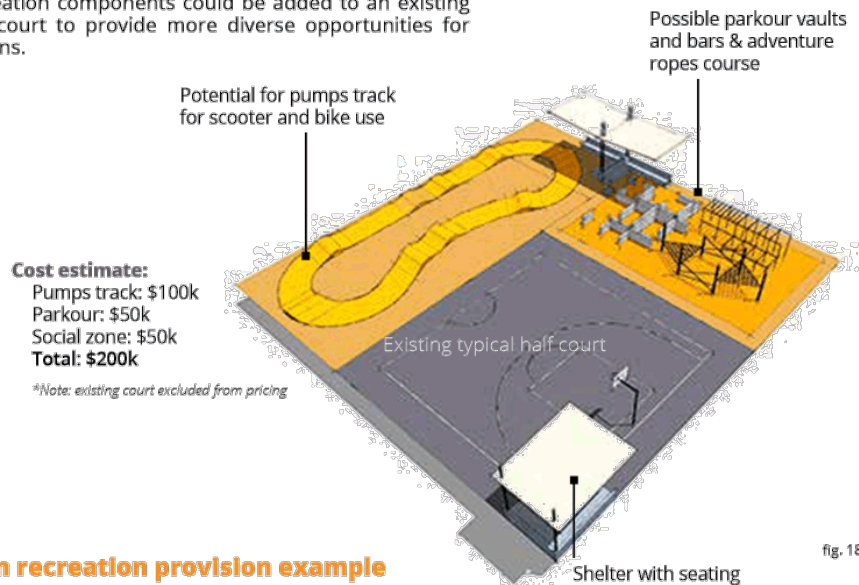 eation components could be added to an existing
court to provide more diverse opportunities for
ns.
Possible parkour vaults
and bars & adventure
ropes course
Potential for pumps track
for scooter and bike use
Cost estimate:
Pumps track: $100k
Parkour: $50k
Social zone: $50k
Total: $200k
*Note: existing court excluded from pricing
Existing typical half court
fig. 18
n recreation provision example
Shelter with seating